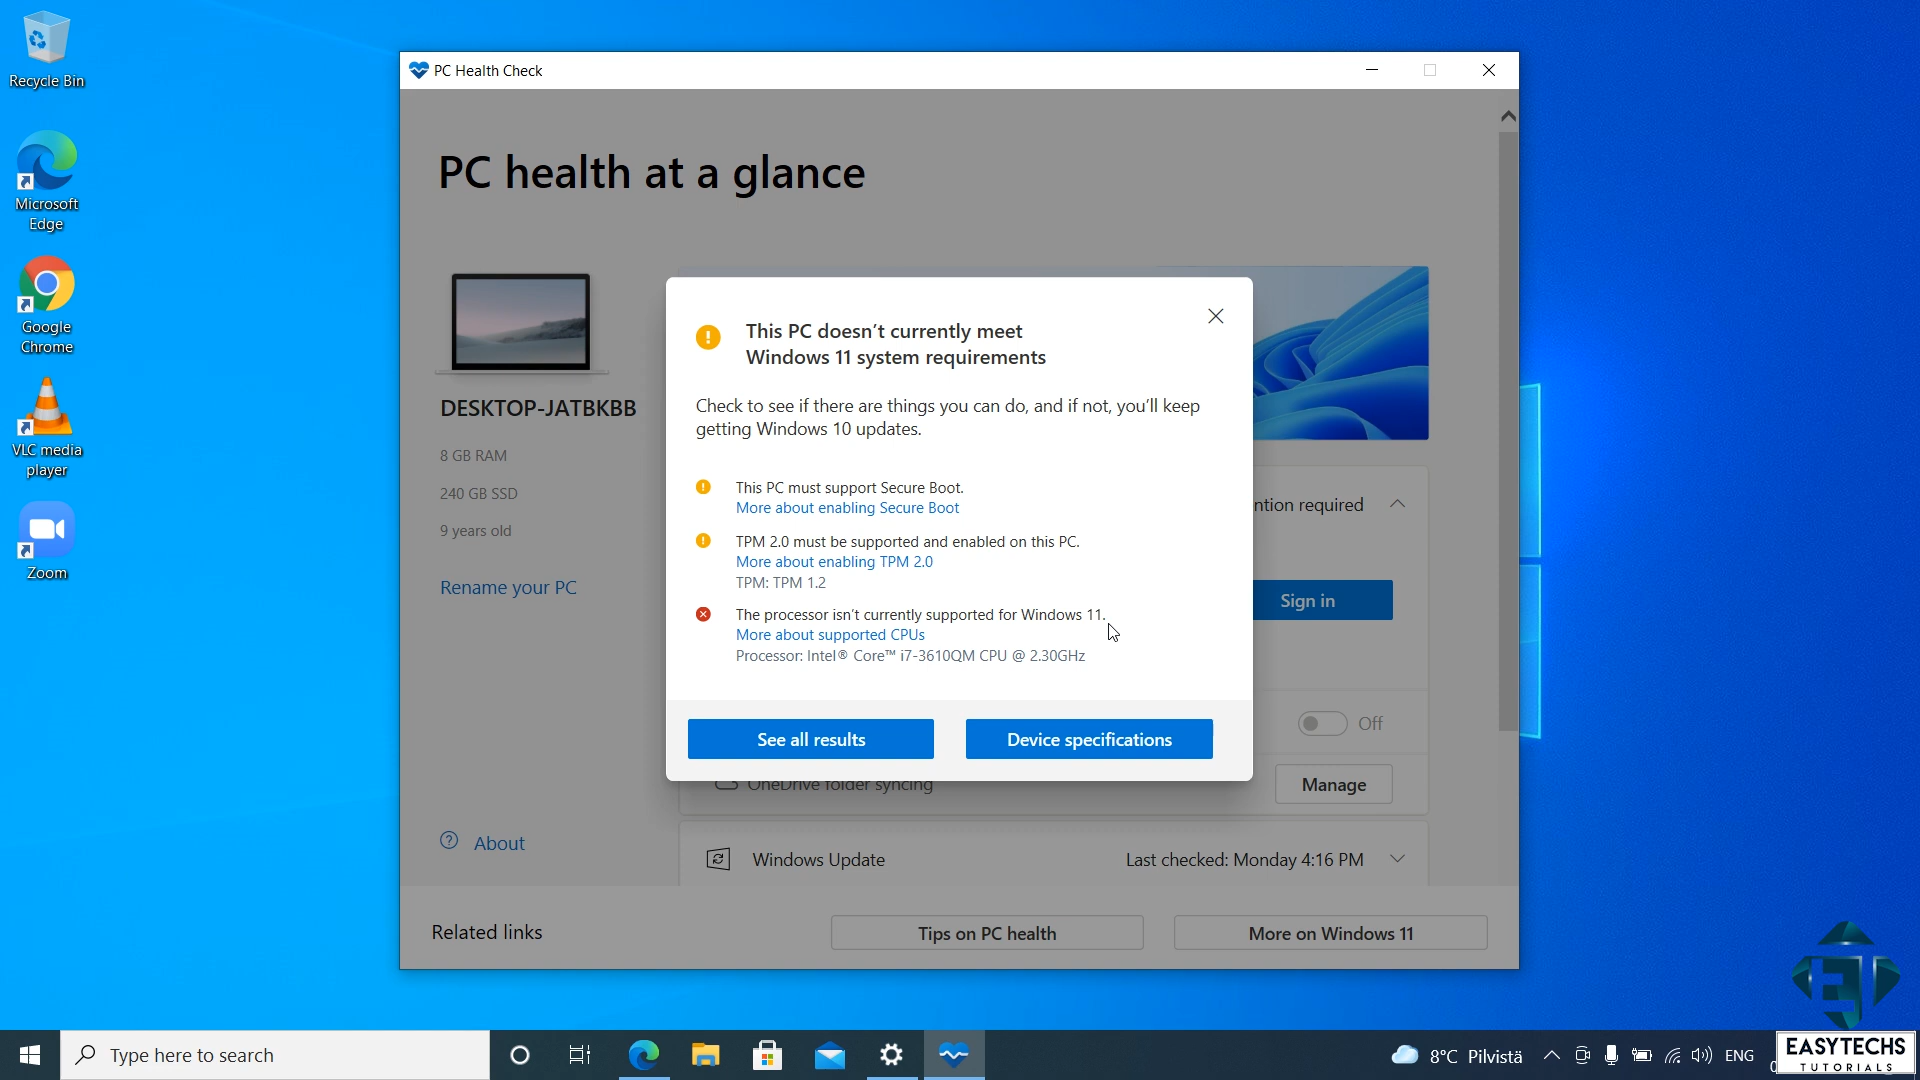 Recycle Bin
Microsoft
Edge
Google
Chrome
VLC media
player
Zoom
PC Health Check
PC health at a glance
DESKTOP-JATBKBB
8 GB RAM
240 GB SSD
9 years old
Rename your PC
About
This PC doesn't currently meet
Windows 11 system requirements
Check to see if there are things you can do, and if not, you'll keep
getting Windows 10 updates.
This PC must support Secure Boot.
More about enabling Secure Boot
TPM 2.0 must be supported and enabled on this PC.
More about enabling TPM 2.0
TPM: TPM 1.2
The processor isn't currently supported for Windows 11.
More about supported CPUs
Processor: Intel® Core™ i7-3610QM CPU @ 2.30GHz
See all results
Device specifications
required
Sign in
Off
OneDrive folder syncing
Manage
Windows Update
Last checked: Monday 4:16 PM
Related links
Tips on PC health
More on Windows 11
Type here to search
8°C Pilvistä
ENG
EASYTECHS
TUTORIALS